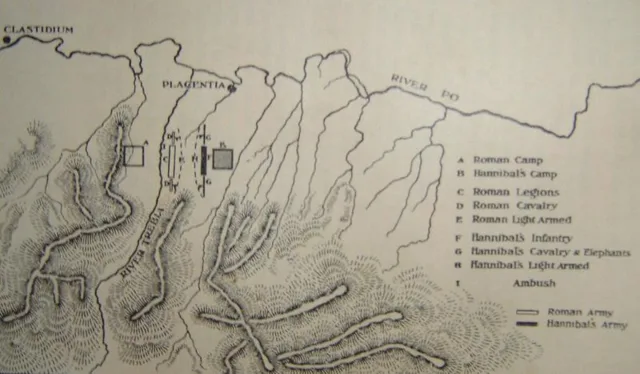 CLASTIDIUM
PLACENTIA
RIVER PO
RIVER TREBIA
A
B
D
G
C
E
F
D
G
A Roman Camp
B Hannibal's Camp
C Roman Legions
D Roman Cavalry
E Roman Light Armed
F Hannibal's Infantry
G Hannibal's Cavalry & Elephants
H Hannibal's Light Armed
I Ambush
Roman Army
Hannibal's Army